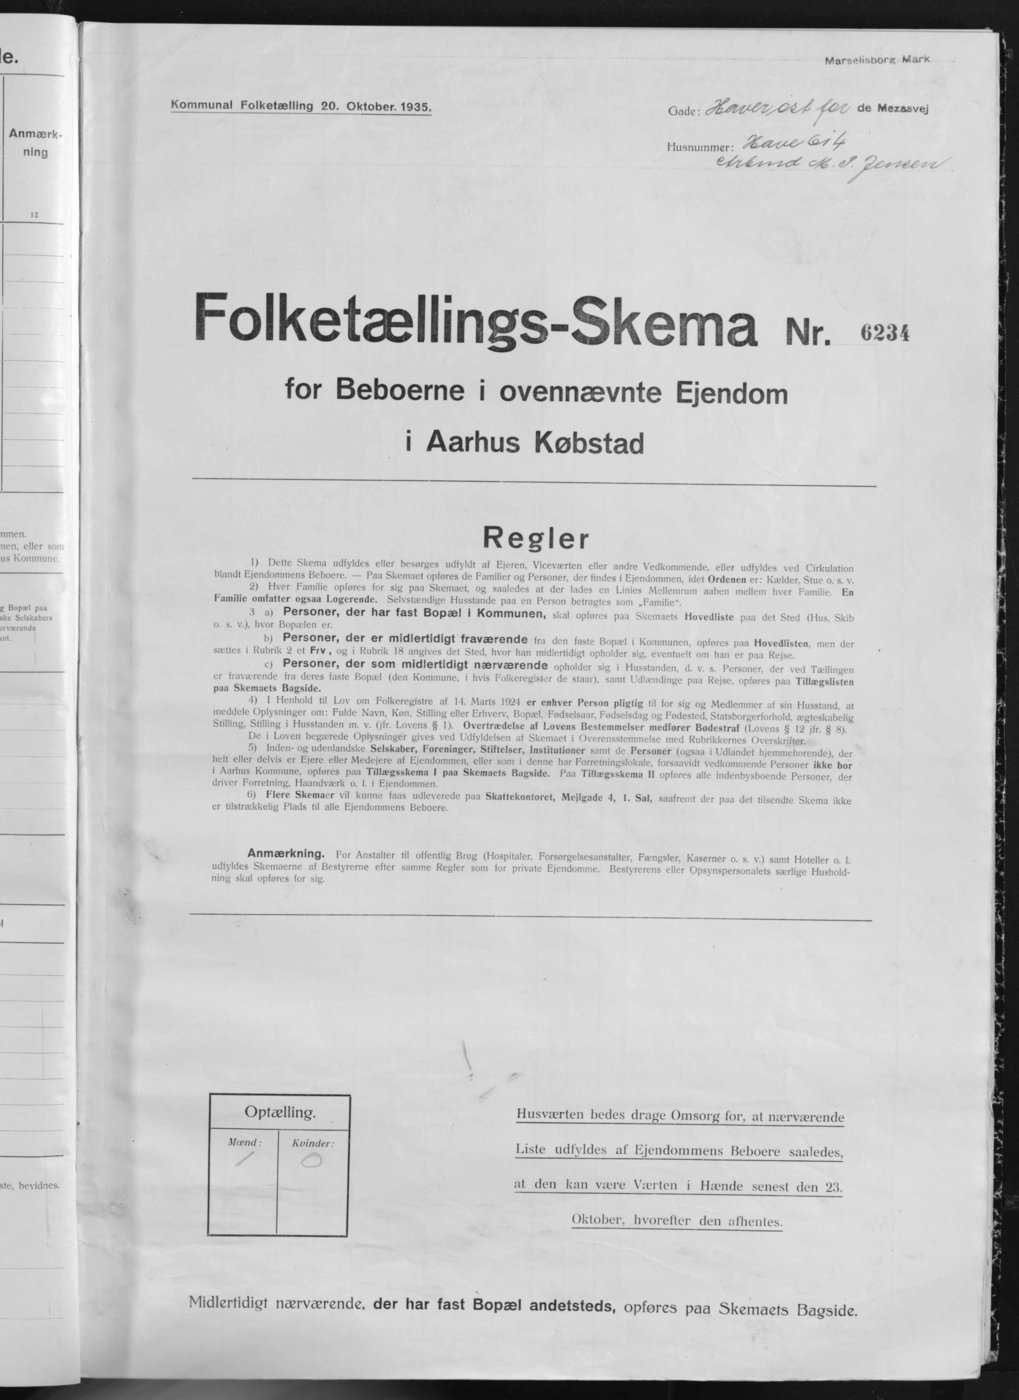 le.
Anmærk-
ning
12
mmen.
men, eller som
us Kommune.
g Bopæl paa
ske Selskabers
ærværende
ant.
ste, bevidnes.
Marselisborg Mark
Kommunal Folketælling 20. Oktober 1935.
Gade: Haver øst for de Mezasvej
Husnummer: Have 614
M. P. Jensen
Folketællings-Skema Nr. 6234
for Beboerne i ovennævnte Ejendom
i Aarhus Købstad
Regler
1) Dette Skema udfyldes eller besørges udfyldt af Ejeren, Viceværten eller andre Vedkommende, eller udfyldes ved Cirkulation
blandt Ejendommens Beboere. — Paa Skemaet opføres de Familier og Personer, der findes i Ejendommen, idet Ordenen er: Kælder, Stue o. s. v.
2) Hver Familie opføres for sig paa Skemaet, og saaledes at der lades en Linies Mellemrum aaben mellem hver Familie. En
Familie omfatter ogsaa Logerende. Selvstændige Husstande paa en Person betragtes som „Familie“.
3 a) Personer, der har fast Bopæl i Kommunen, skal opføres paa Skemaets Hovedliste paa det Sted (Hus, Skib
o. s. v.), hvor Bopælen er.
b) Personer, der er midlertidigt fraværende fra den faste Bopæl i Kommunen, opføres paa Hovedlisten, men der
sættes i Rubrik 2 et Frv, og i Rubrik 18 angives det Sted, hvor han midlertidigt opholder sig, eventuelt om han er paa Rejse.
c) Personer, der som midlertidigt nærværende opholder sig i Husstanden, d. v. s. Personer, der ved Tællingen
er fraværende fra deres faste Bopæl (den Kommune, i hvis Folkeregister de staar), samt Udlændinge paa Rejse, opføres paa Tillægslisten
paa Skemaets Bagside.
4) I Henhold til Lov om Folkeregistre af 14. Marts 1924 er enhver Person pligtig til for sig og Medlemmer af sin Husstand, at
meddele Oplysninger om: Fulde Navn, Køn, Stilling eller Erhverv, Bopæl, Fødselsaar, Fødselsdag og Fødested, Statsborgerforhold, ægteskabelig
Stilling, Stilling i Husstanden m. v. (jfr. Lovens § 1). Overtrædelse af Lovens Bestemmelser medfører Bødestraf (Lovens § 12 jfr. § 8).
De i Loven begærede Oplysninger gives ved Udfyldelsen af Skemaet i Overensstemmelse med Rubrikkernes Overskrifter.
5) Inden- og udenlandske Selskaber, Foreninger, Stiftelser, Institutioner samt de Personer (ogsaa i Udlandet hjemmehørende), der
helt eller delvis er Ejere eller Medejere af Ejendommen, eller som i denne har Forretningslokale, forsaavidt vedkommende Personer ikke bor
i Aarhus Kommune, opføres paa Tillægsskema I paa Skemaets Bagside. Paa Tillægsskema II opføres alle indenbysboende Personer, der
driver Forretning, Haandværk o. l. i Ejendommen.
6) Flere Skemaer vil kunne faas udleverede paa Skattekontoret, Mejlgade 4, 1. Sal, saafremt der paa det tilsendte Skema ikke
er tilstrækkelig Plads til alle Ejendommens Beboere.
Anmærkning. For Anstalter til offentlig Brug (Hospitaler, Forsørgelsesanstalter, Fængsler, Kaserner o. s. v.) samt Hoteller o. l.
udfyldes Skemaerne af Bestyrerne efter samme Regler som for private Ejendomme. Bestyrerens eller Opsynspersonalets særlige Hushold-
ning skal opføres for sig.
Optælling.
Mænd: Kvinder:
1 0
Husværten bedes drage Omsorg for, at nærværende
Liste udfyldes af Ejendommens Beboere saaledes,
at den kan være Værten i Hænde senest den 23.
Oktober, hvorefter den afhentes.
Midlertidigt nærværende, der har fast Bopæl andetsteds, opføres paa Skemaets Bagside.